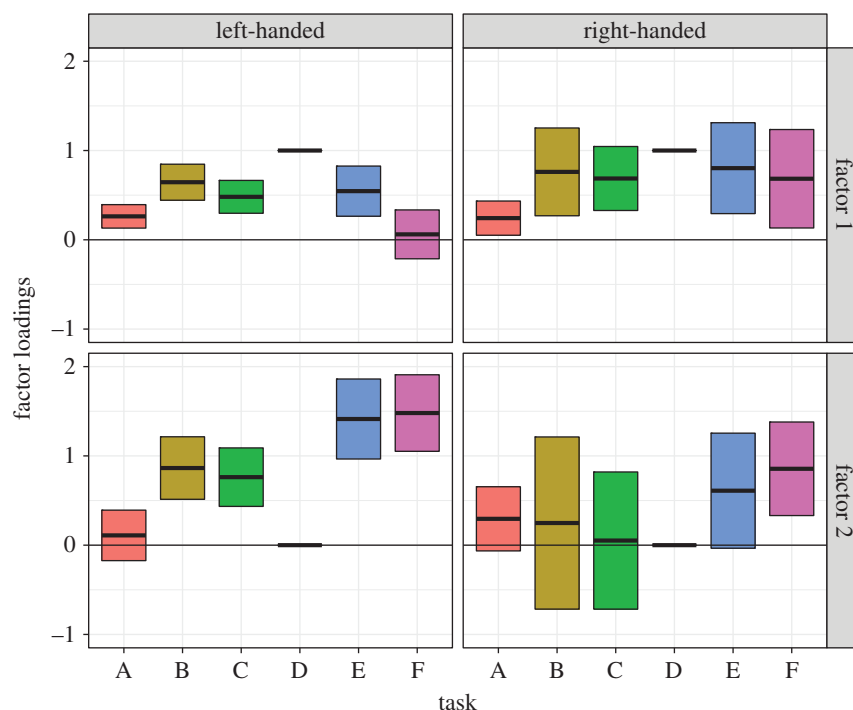 left-handed right-handed
2
1
0
−1
factor 1
2
1
0
−1
factor 2
factor loadings
A B C D E F A B C D E F
task